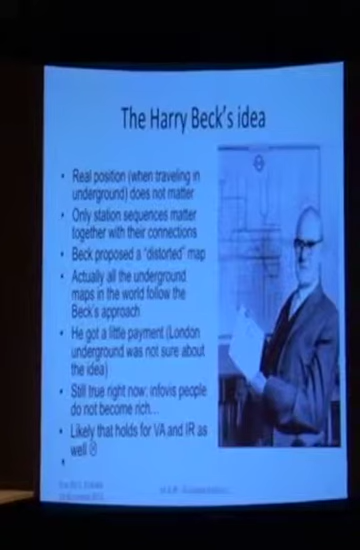 The Harry Beck's idea
• Real position (when traveling in
underground) does not matter
• Only station sequences matter
together with their connections
• Beck proposed a "distorted" map
• Actually all the underground
maps in the world follow the
Beck's approach
• He got a little payment (London
underground was not sure about
the idea)
• Still true right now: infovis people
do not become rich...
• Likely that holds for VA and IR as
well ☹
•